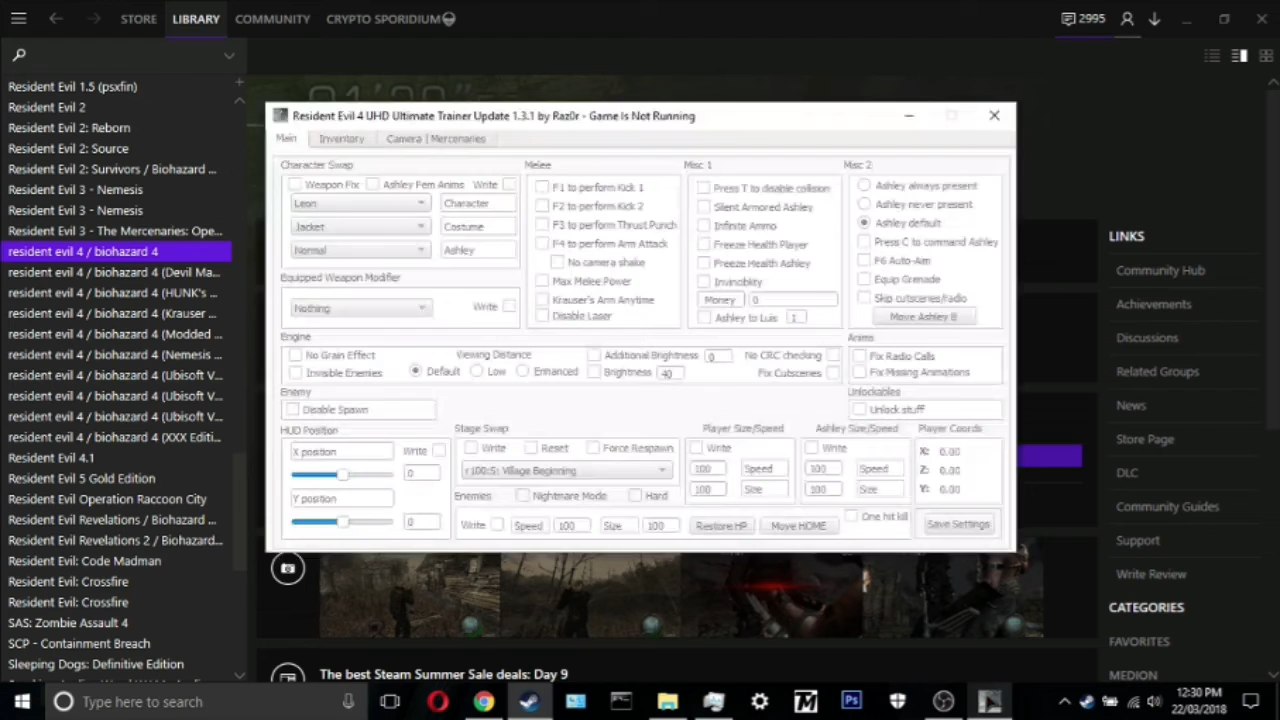 STORE LIBRARY COMMUNITY CRYPTO SPORIDIUM 2995
Resident Evil 1.5 (psxfin)
Resident Evil 2
Resident Evil 2: Reborn
Resident Evil 2: Source
Resident Evil 2: Survivors / Biohazard ...
Resident Evil 3 - Nemesis
Resident Evil 3 - Nemesis
Resident Evil 3 - The Mercenaries: Ope...
resident evil 4 / biohazard 4
resident evil 4 / biohazard 4 (Devil Ma...
resident evil 4 / biohazard 4 (HUNK's ...
resident evil 4 / biohazard 4 (Krauser ...
resident evil 4 / biohazard 4 (Modded ...
resident evil 4 / biohazard 4 (Nemesis ...
resident evil 4 / biohazard 4 (Ubisoft V...
resident evil 4 / biohazard 4 (Ubisoft V...
resident evil 4 / biohazard 4 (Ubisoft V...
resident evil 4 / biohazard 4 (XXX Editi...
Resident Evil 4.1
Resident Evil 5 Gold Edition
Resident Evil Operation Raccoon City
Resident Evil Revelations / Biohazard ...
Resident Evil Revelations 2 / Biohazard...
Resident Evil: Code Madman
Resident Evil: Crossfire
Resident Evil: Crossfire
SAS: Zombie Assault 4
SCP - Containment Breach
Sleeping Dogs: Definitive Edition
Resident Evil 4 UHD Ultimate Trainer Update 1.3.1 by Raz0r - Game Is Not Running
Main Inventory Camera | Mercenaries
Character Swap
Weapon Fix Ashley Fem Anims Write
Leon Character
Jacket Costume
Normal Ashley
Equipped Weapon Modifier
Nothing Write
Melee
F1 to perform Kick 1
F2 to perform Kick 2
F3 to perform Thrust Punch
F4 to perform Arm Attack
No camera shake
Max Melee Power
Krauser's Arm Anytime
Disable Laser
Misc 1
Press T to disable collision
Silent Armored Ashley
Infinite Ammo
Freeze Health Player
Freeze Health Ashley
Invincibility
Money 0
Ashley to Luis 1
Misc 2
Ashley always present
Ashley never present
Ashley default
Press C to command Ashley
F6 Auto-Aim
Equip Grenade
Skip cutscenes/radio
Move Ashley B
Engine
No Grain Effect Viewing Distance Additional Brightness 0 No CRC checking
Invisible Enemies Default Low Enhanced Brightness 40 Fix Cutscenes
Anims
Fix Radio Calls
Fix Missing Animations
Enemy
Disable Spawn
Unlockables
Unlock stuff
HUD Position
X position Write
0
Y position
0
Stage Swap
Write Reset Force Respawn
r100:5: Village Beginning
Enemies Nightmare Mode Hard
Write Speed 100 Size 100 Restore HP Move HOME One hit kill Save Settings
Player Size/Speed
Write
100 Speed
100 Size
Ashley Size/Speed
Write
100 Speed
100 Size
Player Coords
X: 0.00
Z: 0.00
Y: 0.00
The best Steam Summer Sale deals: Day 9
LINKS
Community Hub
Achievements
Discussions
Related Groups
News
Store Page
DLC
Community Guides
Support
Write Review
CATEGORIES
FAVORITES
MEDION
Type here to search
Ps
12:30 PM
22/03/2018